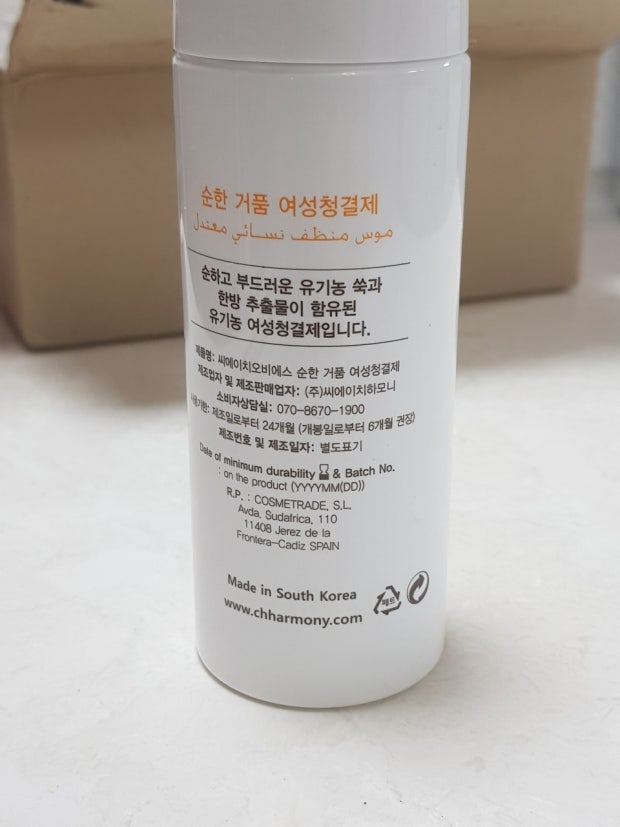 순한 거품 여성청결제
موس منظف نسائي معندل
순하고 부드러운 유기농 쑥과
한방 추출물이 함유된
유기농 여성청결제입니다.
제품명: 씨에이치오비에스 순한 거품 여성청결제
제조업자 및 제조판매업자: (주)씨에이치하모니
소비자상담실: 070-8670-1900
사용기한: 제조일로부터 24개월 (개봉일로부터 6개월 권장)
제조번호 및 제조일자: 별도표기
Date of minimum durability & Batch No.
: on the product (YYYYMM(DD))
R.P. : COSMETRADE, S.L.
Avda, Sudafrica, 110
11408 Jerez de la
Frontera-Cadiz SPAIN
Made in South Korea
www.chharmony.com
페트